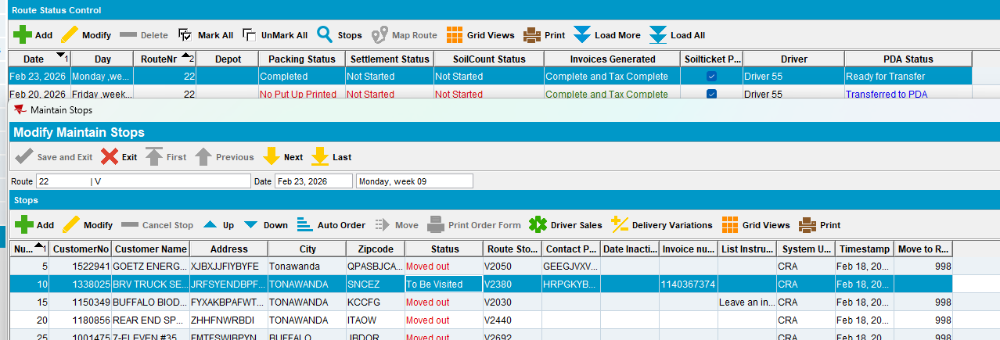 Route Status Control
Add Modify Delete Mark All UnMark All Stops Map Route Grid Views Print Load More Load All
Date 1 Day RouteNr 2 Depot Packing Status Settlement Status SoilCount Status Invoices Generated Soilticket P... Driver PDA Status
Feb 23, 2026 Monday ,we... 22 Completed Not Started Not Started Complete and Tax Complete Driver 55 Ready for Transfer
Feb 20, 2026 Friday ,week... 22 No Put Up Printed Not Started Not Started Complete and Tax Complete Driver 55 Transferred to PDA
Maintain Stops
Modify Maintain Stops
Save and Exit Exit First Previous Next Last
Route 22 | V Date Feb 23, 2026 Monday, week 09
Stops
Add Modify Cancel Stop Up Down Auto Order Move Print Order Form Driver Sales Delivery Variations Grid Views Print
Nu... 1 CustomerNo Customer Name Address City Zipcode Status Route Sto... Contact P... Date Inacti... Invoice nu... List Instru... System U... Timestamp Move to R...
5 1522941 GOETZ ENERG... XJBXJJFIYBYFE Tonawanda QPASBJCA... Moved out V2050 GEEGJVXV... CRA Feb 18, 20... 998
10 1338025 BRV TRUCK SE... JRFSYENDBPF... TONAWANDA SNCEZ To Be Visited V2380 HRPGKYB... 1140367374 CRA Feb 18, 20...
15 1150349 BUFFALO BIOD... FYXAKBPAFWT... TONAWANDA KCCFG Moved out V2030 Leave an in... CRA Feb 18, 20... 998
20 1180856 REAR END SP... ZHHFNWRBDI TONAWANDA ITAOW Moved out V2440 CRA Feb 18, 20... 998
25 1001475 7-ELEVEN #35... FMTFSWIBPYN... BUFFALO JBDOR Moved out V2692 CRA Feb 18, 20... 998